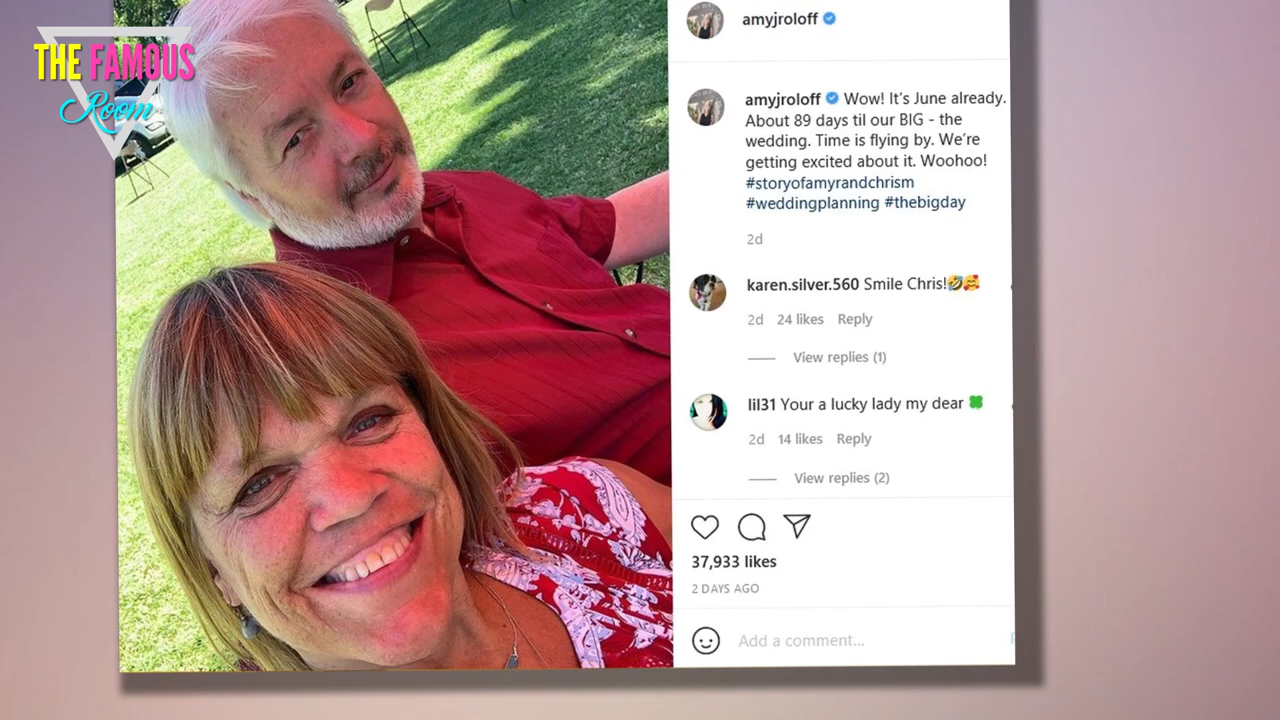 THE FAMOUS
Room
amyjroloff
amyjroloff Wow! It's June already.
About 89 days til our BIG - the
wedding. Time is flying by. We're
getting excited about it. Woohoo!
#storyofamyrandchrism
#weddingplanning #thebigday
2d
karen.silver.560 Smile Chris!🤣🥰
2d 24 likes Reply
View replies (1)
lil31 Your a lucky lady my dear 🍀
2d 14 likes Reply
View replies (2)
37,933 likes
2 DAYS AGO
Add a comment...